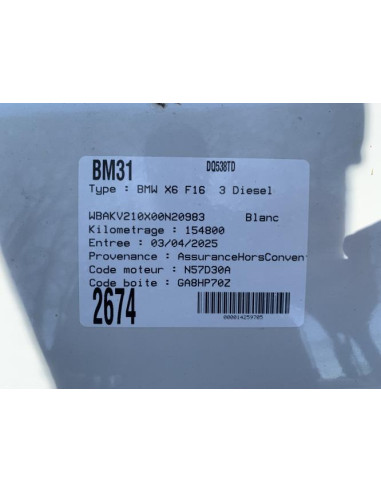 BM31 DQ538TD
Type : BMW X6 F16 3 Diesel
WBAKV210X00N20983 Blanc
Kilometrage : 154800
Entree : 03/04/2025
Provenance : AssuranceHorsConven
Code moteur : N57D30A
Code boite : GA8HP70Z
2674
000014259705